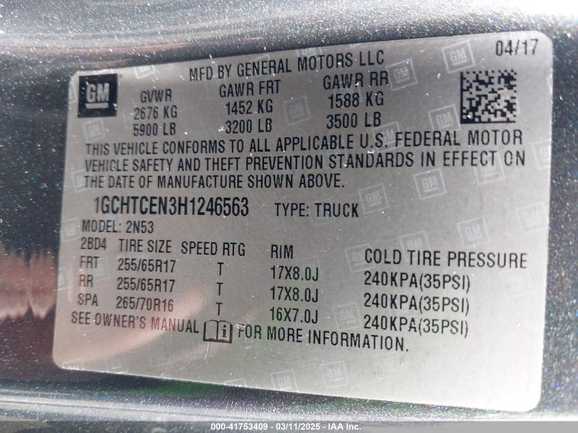 04/17
MFD BY GENERAL MOTORS LLC
GM
GVWR GAWR FRT GAWR RR
2676 KG 1452 KG 1588 KG
5900 LB 3200 LB 3500 LB
THIS VEHICLE CONFORMS TO ALL APPLICABLE U.S. FEDERAL MOTOR
VEHICLE SAFETY AND THEFT PREVENTION STANDARDS IN EFFECT ON
THE DATE OF MANUFACTURE SHOWN ABOVE.
1GCHTCEN3H1246563 TYPE: TRUCK
MODEL: 2N53
2BD4 TIRE SIZE SPEED RTG RIM COLD TIRE PRESSURE
FRT 255/65R17 T 17X8.0J 240KPA(35PSI)
RR 255/65R17 T 17X8.0J 240KPA(35PSI)
SPA 265/70R16 T 16X7.0J 240KPA(35PSI)
SEE OWNER'S MANUAL FOR MORE INFORMATION.
000-41753409 - 03/11/2025 - IAA Inc.